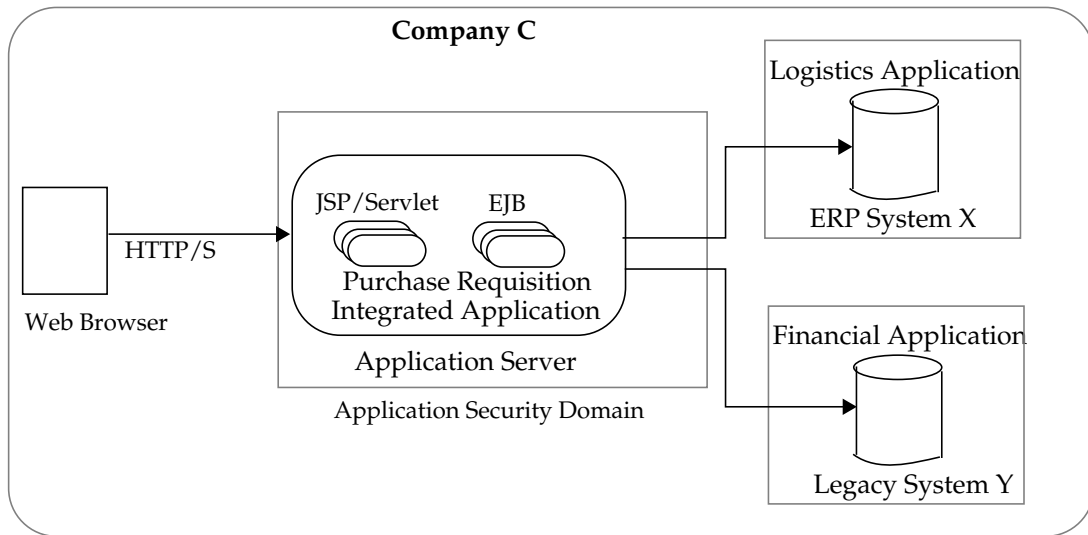 Company C
Logistics Application
ERP System X
JSP/Servlet
EJB
Purchase Requisition
Integrated Application
HTTP/S
Web Browser
Application Server
Application Security Domain
Financial Application
Legacy System Y